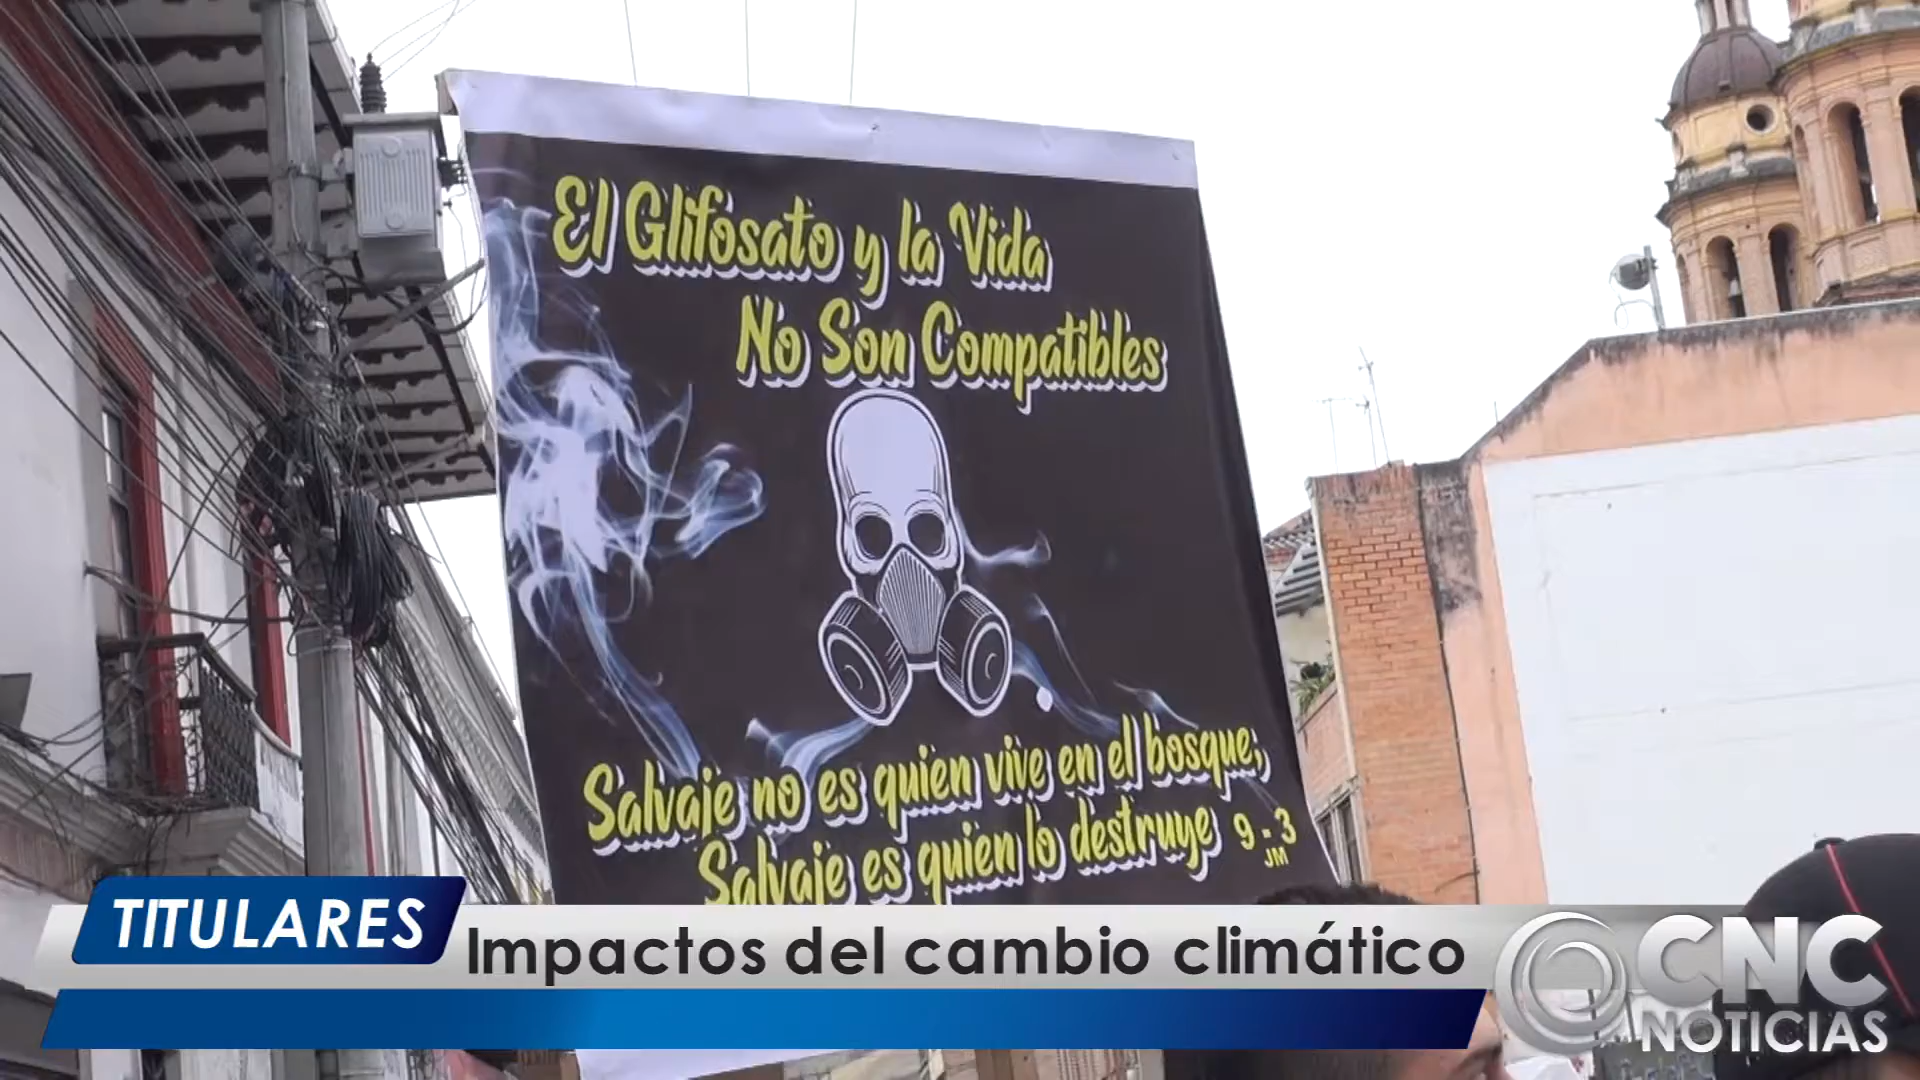 El Glifosato y la Vida
No Son Compatibles
Salvaje no es quien vive en el bosque;
Salvaje es quien lo destruye 9-3
JM
TITULARES
Impactos del cambio climático
CNC
NOTICIAS